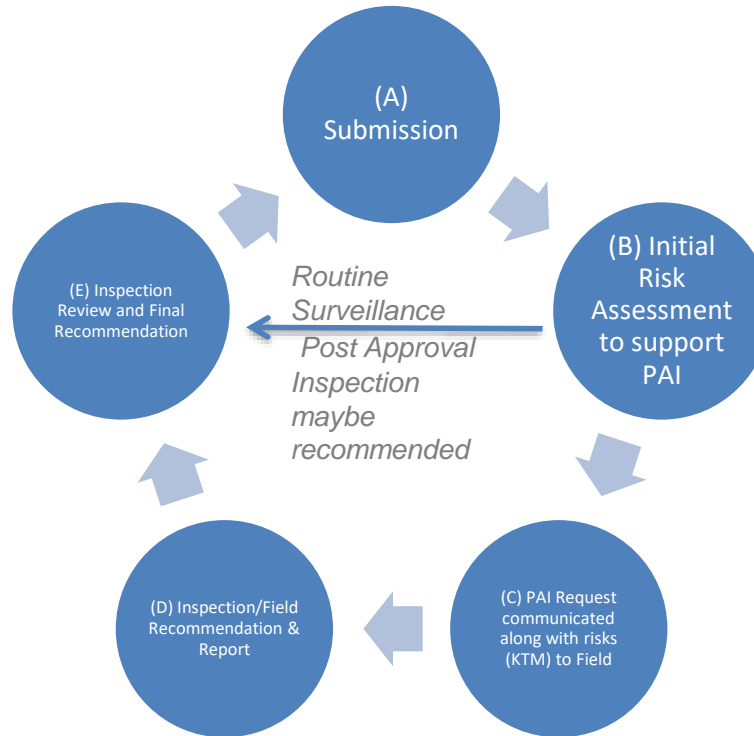 (A)
Submission
(B) Initial
Risk
Assessment
to support
PAI
(C) PAI Request
communicated
along with risks
(KTM) to Field
(D) Inspection/Field
Recommendation &
Report
(E) Inspection
Review and Final
Recommendation
Routine
Surveillance
Post Approval
Inspection
maybe
recommended